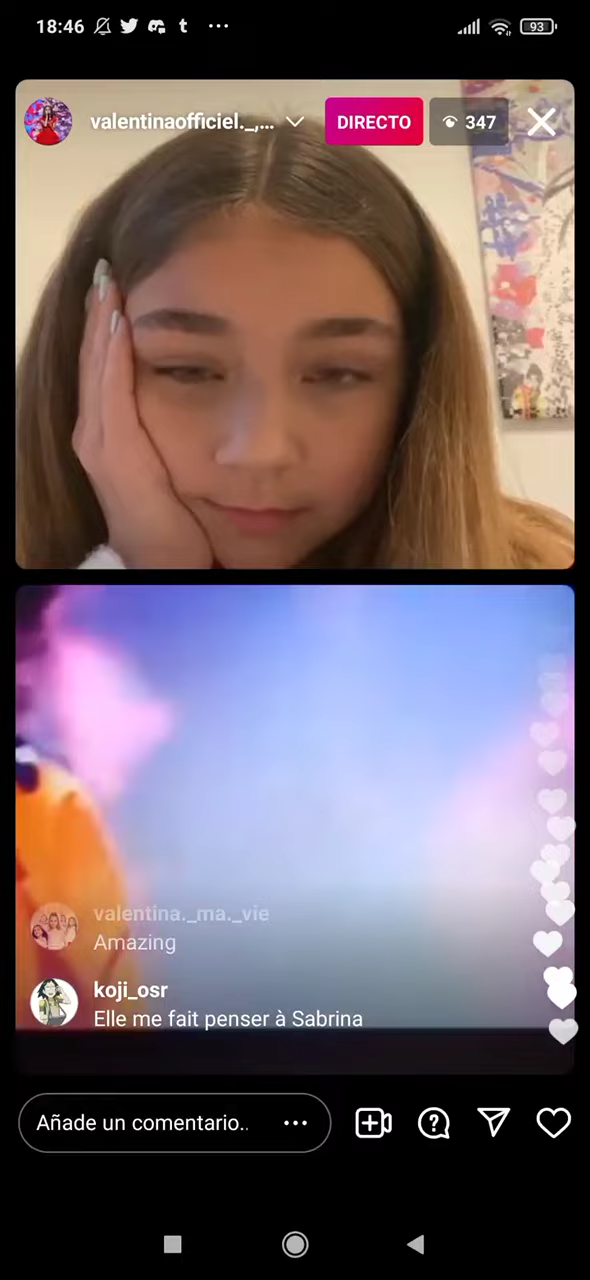 18:46
93
valentinaofficiel._,...
DIRECTO
347
valentina._ma._vie
Amazing
koji_osr
Elle me fait penser à Sabrina
Añade un comentario..